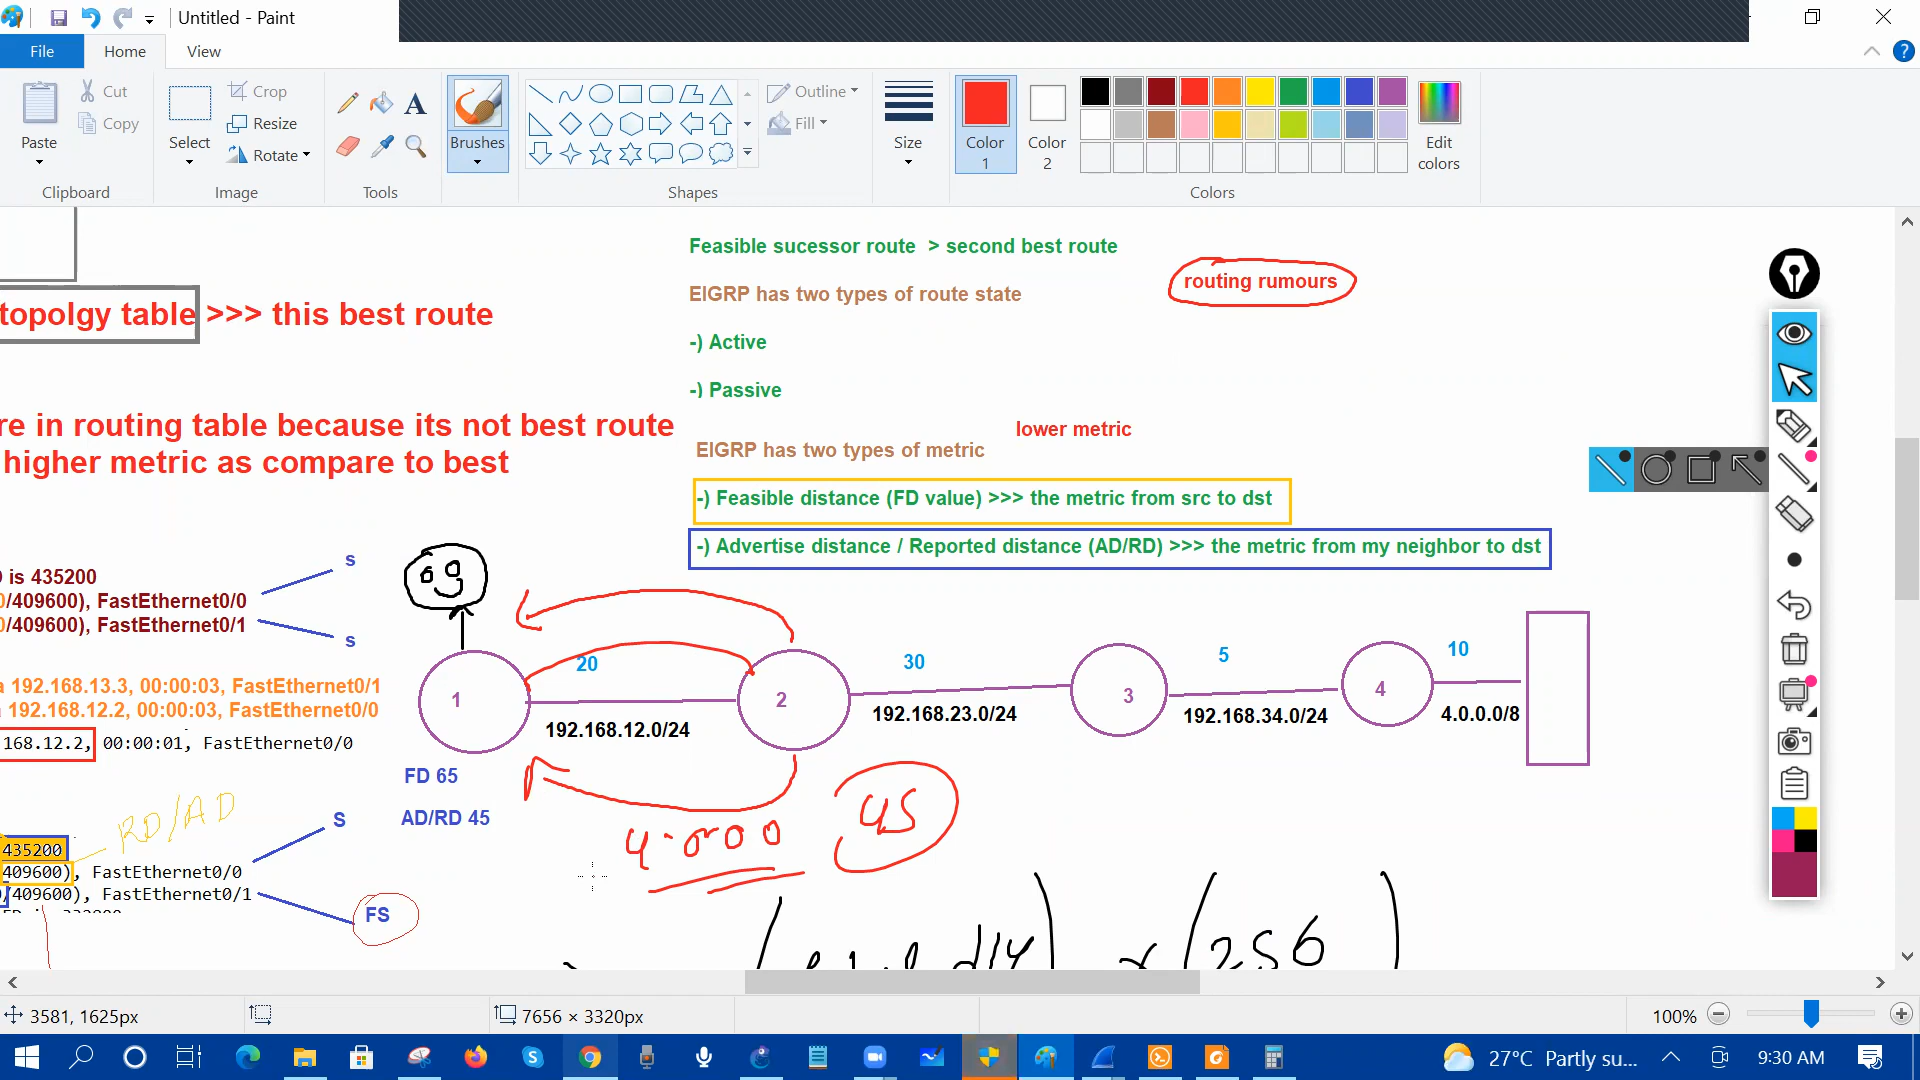 Untitled - Paint
File
Home
View
Paste
Cut
Copy
Clipboard
Select
Crop
Resize
Rotate
Image
Tools
Brushes
Shapes
Outline
Fill
Size
Color 1
Color 2
Edit colors
Colors
Feasible sucessor route > second best route
routing rumours
EIGRP has two types of route state
topolgy table >>> this best route
-) Active
-) Passive
re in routing table because its not best route
higher metric as compare to best
lower metric
EIGRP has two types of metric
-) Feasible distance (FD value) >>> the metric from src to dst
-) Advertise distance / Reported distance (AD/RD) >>> the metric from my neighbor to dst
s
is 435200
0/409600), FastEthernet0/0
0/409600), FastEthernet0/1
s
a 192.168.13.3, 00:00:03, FastEthernet0/1
192.168.12.2, 00:00:03, FastEthernet0/0
168.12.2, 00:00:01, FastEthernet0/0
20
30
5
10
1
2
3
4
192.168.12.0/24
192.168.23.0/24
192.168.34.0/24
4.0.0.0/8
FD 65
AD/RD 45
RD/AD
S
4.0.0.0
45
435200
409600), FastEthernet0/0
/409600), FastEthernet0/1
FS
(256)
3581, 1625px
7656 × 3320px
100%
27°C Partly su...
9:30 AM